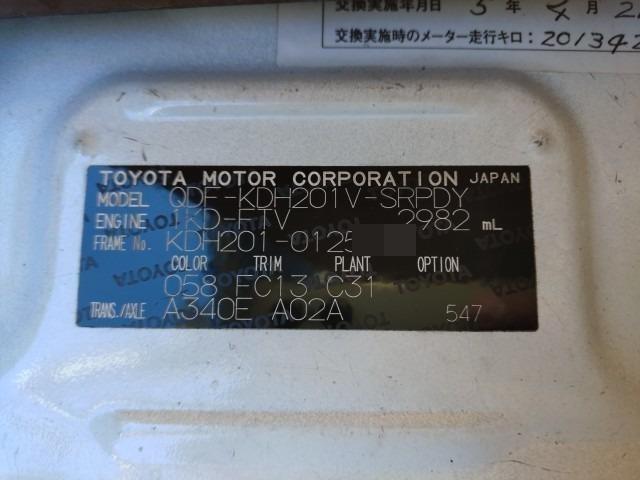 交換実施年月日 5年 4月 2
交換実施時のメーター走行キロ：201342
TOYOTA MOTOR CORPORATION JAPAN
MODEL QDF-KDH201V-SRPDY
ENGINE 1KD-FTV 2982 mL
FRAME No. KDH201-0125
COLOR TRIM PLANT OPTION
058 FC13 C31
TRANS./AXLE A340E A02A 547